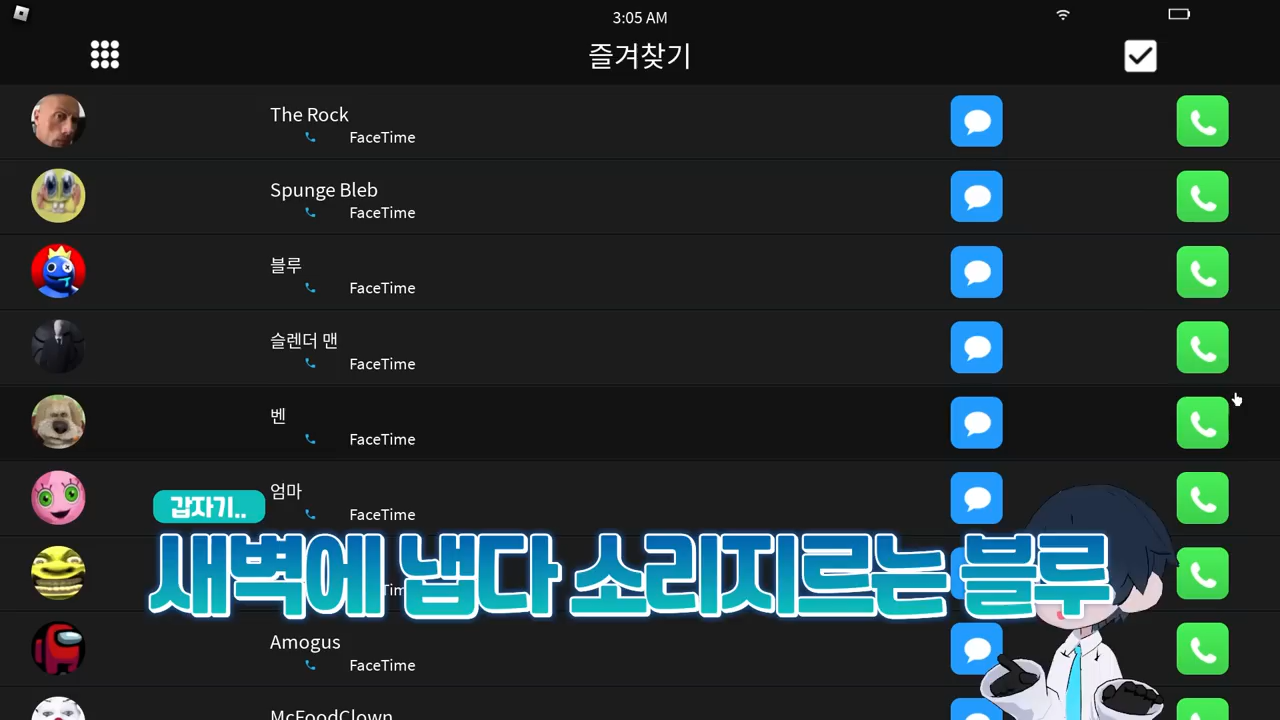 3:05 AM
즐겨찾기
The Rock
FaceTime
Spunge Bleb
FaceTime
블루
FaceTime
슬렌더 맨
FaceTime
벤
FaceTime
엄마
FaceTime
갑자기..
새벽에 냅다 소리지르는 블루
Amogus
FaceTime
McFoodClown